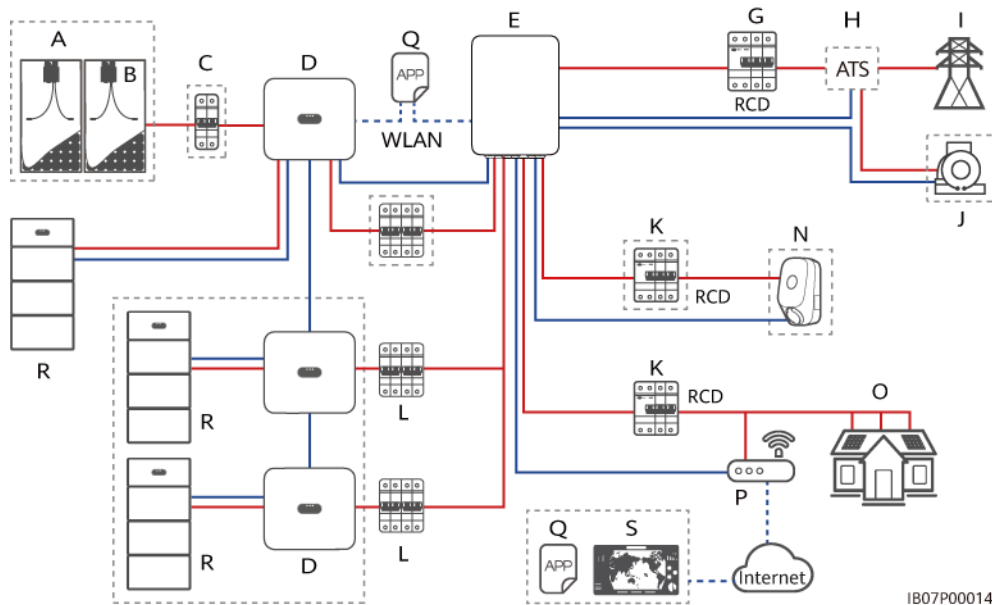 A
B
C
D
Q
APP
WLAN
E
G
RCD
H
ATS
I
J
K
RCD
N
R
R
L
K
RCD
O
P
R
D
L
Q
APP
S
Internet
IB07P00014